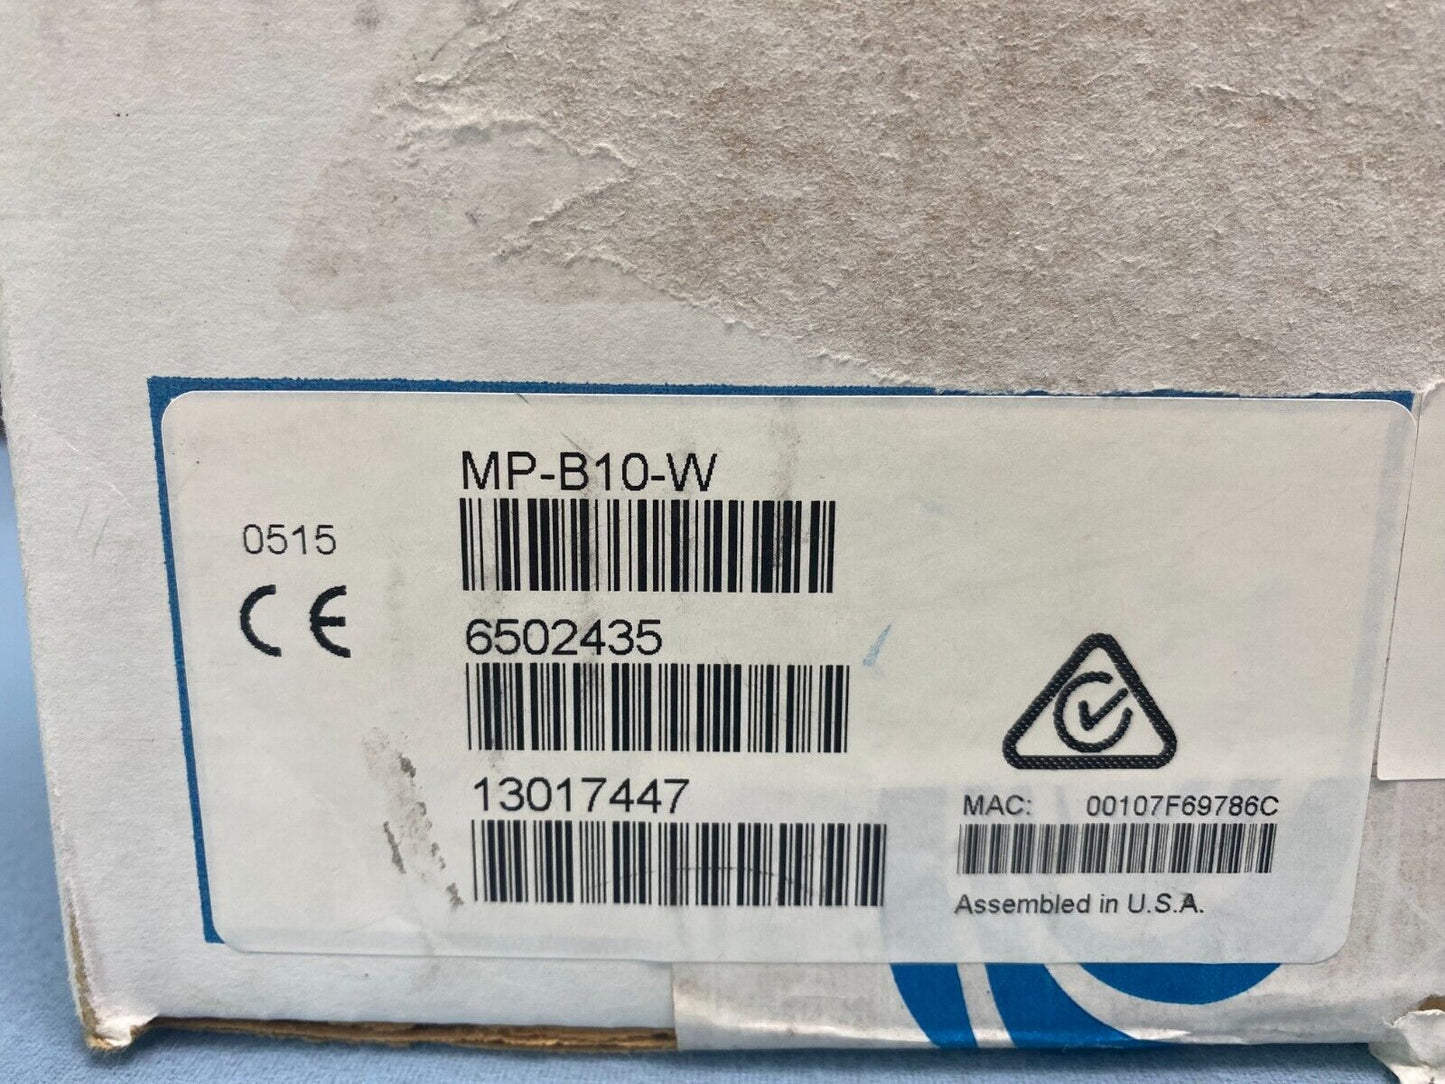 MP-B10-W
0515
CE
6502435
13017447
MAC: 00107F69786C
Assembled in U.S.A.